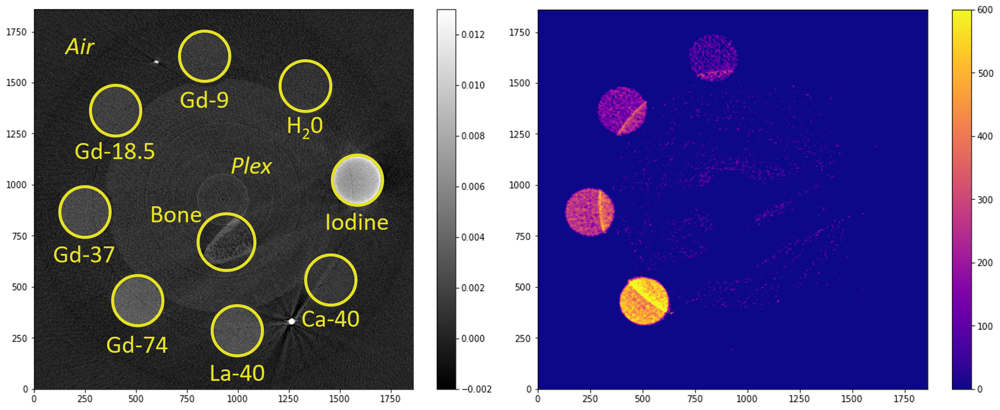 Air
Gd-9
H20
Gd-18.5
Plex
Bone
Iodine
Gd-37
Ca-40
Gd-74
La-40
1750
1500
1250
1000
750
500
250
0
0 250 500 750 1000 1250 1500 1750
0.012
0.010
0.008
0.006
0.004
0.002
0.000
−0.002
1750
1500
1250
1000
750
500
250
0
0 250 500 750 1000 1250 1500 1750
600
500
400
300
200
100
0